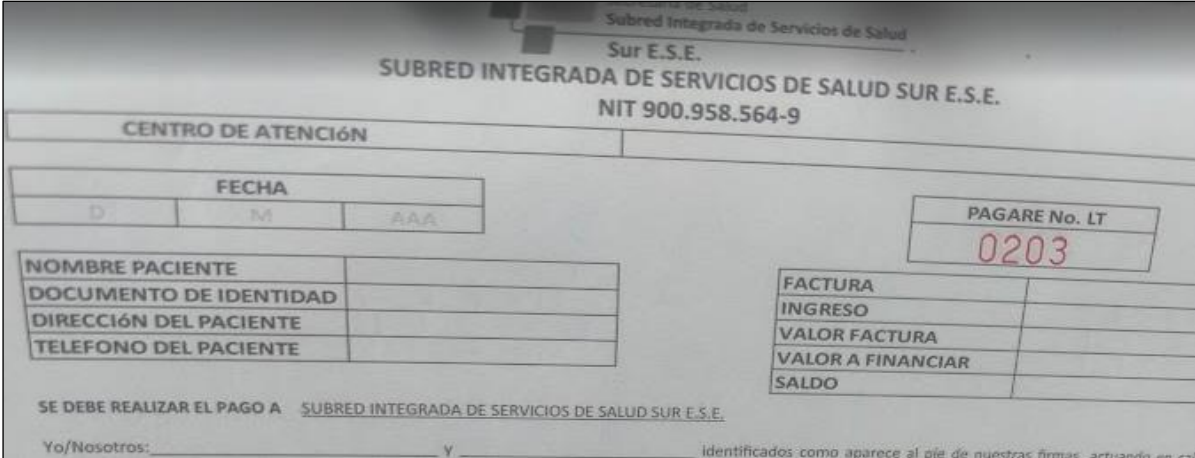 Secretaría de Salud
Subred Integrada de Servicios de Salud
Sur E.S.E.
SUBRED INTEGRADA DE SERVICIOS DE SALUD SUR E.S.E.
NIT 900.958.564-9
CENTRO DE ATENCIóN
FECHA
D M AAA
PAGARE No. LT
0203
NOMBRE PACIENTE
DOCUMENTO DE IDENTIDAD
DIRECCIóN DEL PACIENTE
TELEFONO DEL PACIENTE
FACTURA
INGRESO
VALOR FACTURA
VALOR A FINANCIAR
SALDO
SE DEBE REALIZAR EL PAGO A SUBRED INTEGRADA DE SERVICIOS DE SALUD SUR E.S.E.
Yo/Nosotros: Y identificados como aparece al pie de nuestras firmas, actuando en